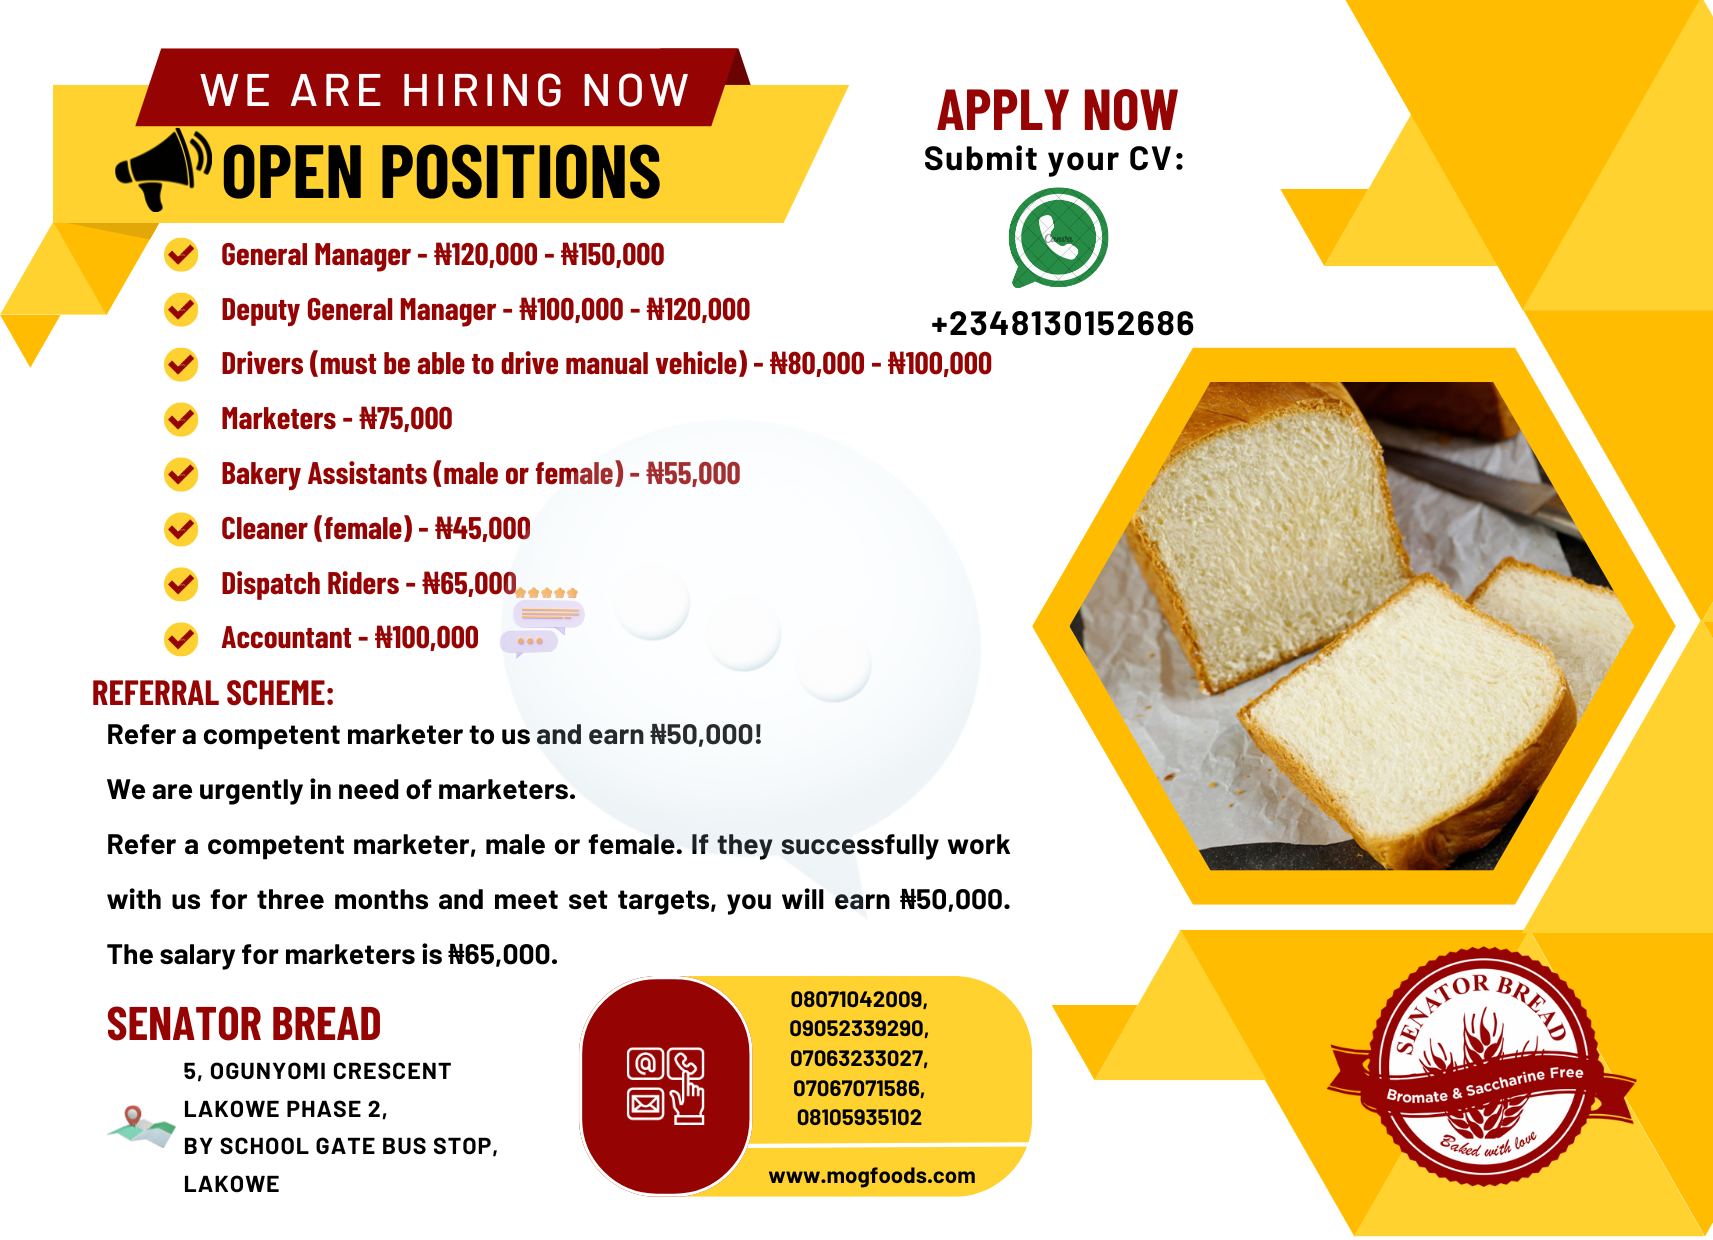 WE ARE HIRING NOW
OPEN POSITIONS
General Manager - ₦120,000 - ₦150,000
Deputy General Manager - ₦100,000 - ₦120,000
Drivers (must be able to drive manual vehicle) - ₦80,000 - ₦100,000
Marketers - ₦75,000
Bakery Assistants (male or female) - ₦55,000
Cleaner (female) - ₦45,000
Dispatch Riders - ₦65,000
Accountant - ₦100,000
REFERRAL SCHEME:
Refer a competent marketer to us and earn ₦50,000!
We are urgently in need of marketers.
Refer a competent marketer, male or female. If they successfully work
with us for three months and meet set targets, you will earn ₦50,000.
The salary for marketers is ₦65,000.
SENATOR BREAD
5, OGUNYOMI CRESCENT
LAKOWE PHASE 2,
BY SCHOOL GATE BUS STOP,
LAKOWE
APPLY NOW
Submit your CV:
Canva
+2348130152686
08071042009,
09052339290,
07063233027,
07067071586,
08105935102
www.mogfoods.com
SENATOR BREAD
Bromate & Saccharine Free
Baked with love